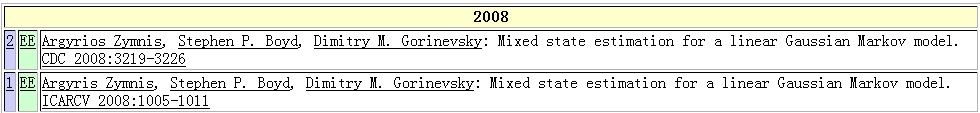 2008
2 EE Argyrios Zymnis, Stephen P. Boyd, Dimitry M. Gorinevsky: Mixed state estimation for a linear Gaussian Markov model.
CDC 2008:3219-3226
1 EE Argyris Zymnis, Stephen P. Boyd, Dimitry M. Gorinevsky: Mixed state estimation for a linear Gaussian Markov model.
ICARCV 2008:1005-1011